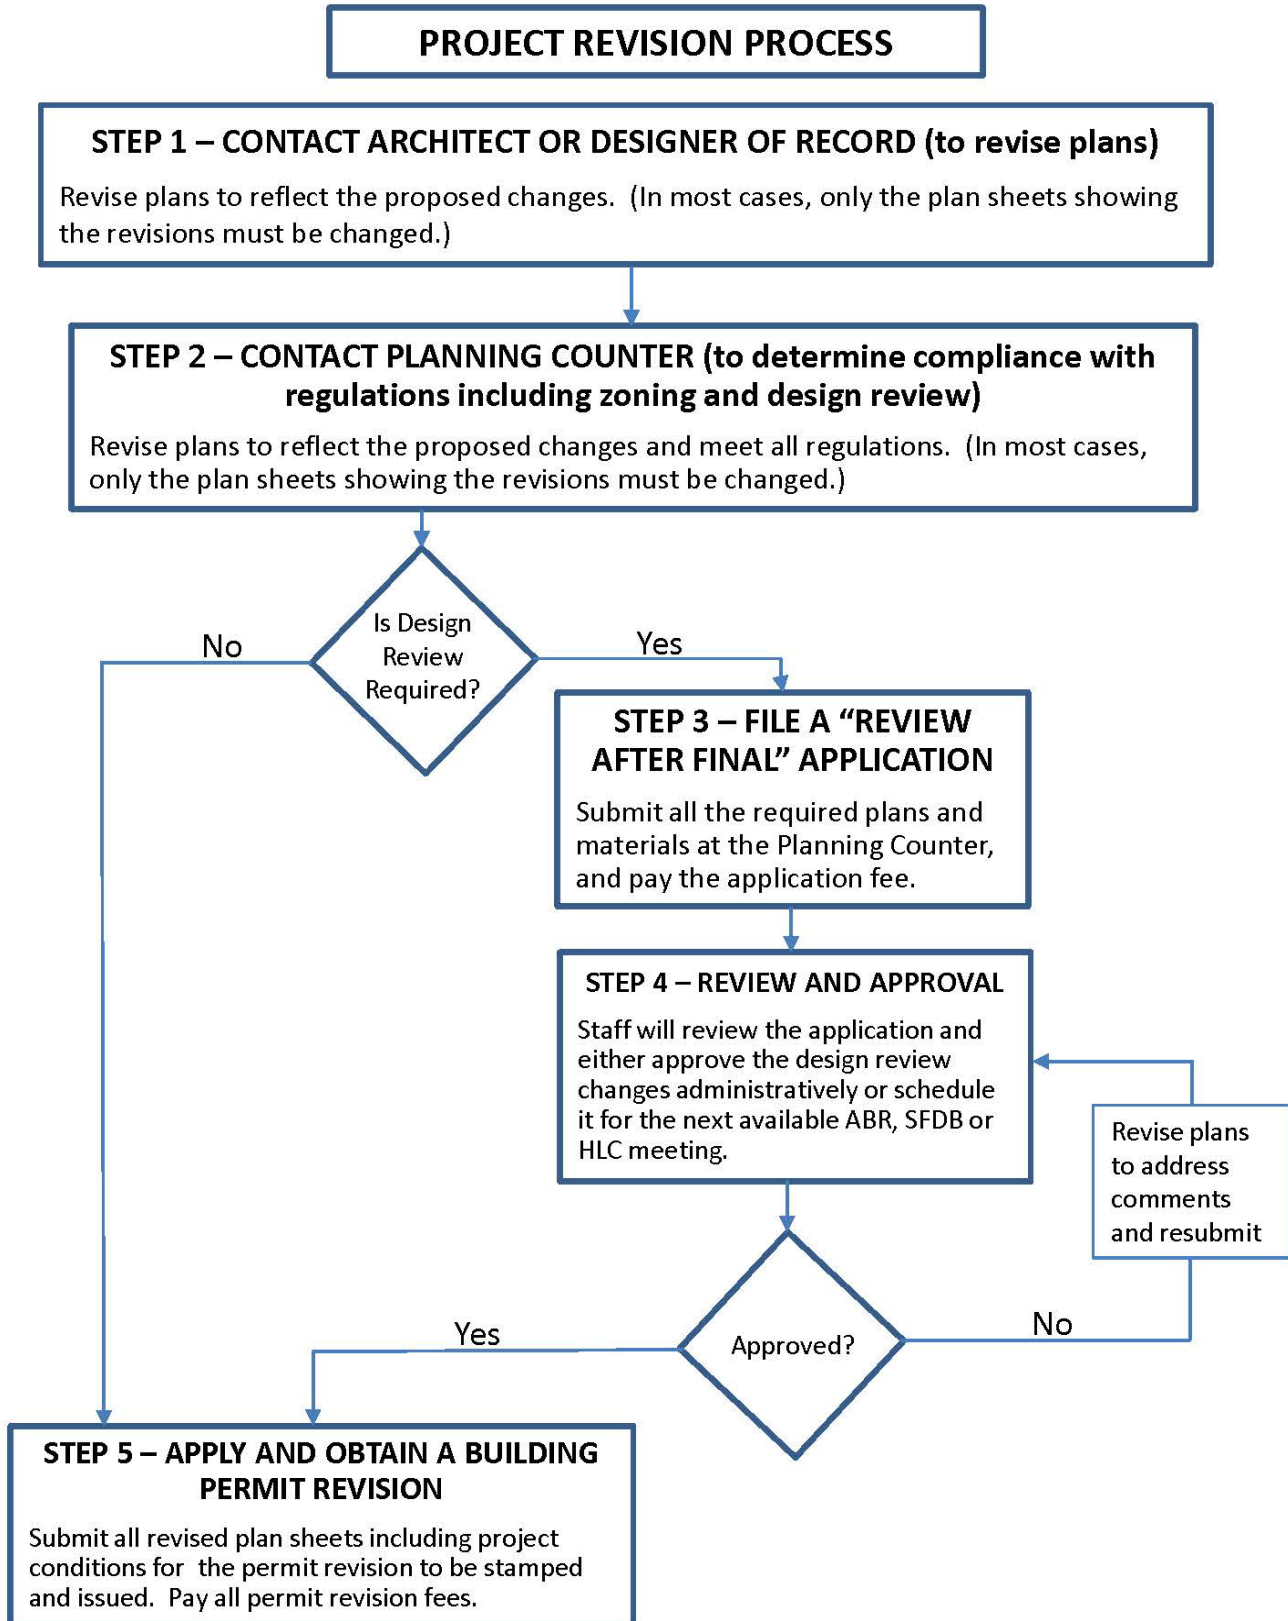 PROJECT REVISION PROCESS
STEP 1 – CONTACT ARCHITECT OR DESIGNER OF RECORD (to revise plans)
Revise plans to reflect the proposed changes.  (In most cases, only the plan sheets showing
the revisions must be changed.)
STEP 2 – CONTACT PLANNING COUNTER (to determine compliance with
regulations including zoning and design review)
Revise plans to reflect the proposed changes and meet all regulations.  (In most cases,
only the plan sheets showing the revisions must be changed.)
Is Design
Review
Required?
No
Yes
STEP 3 – FILE A “REVIEW
AFTER FINAL” APPLICATION
Submit all the required plans and
materials at the Planning Counter,
and pay the application fee.
STEP 4 – REVIEW AND APPROVAL
Staff will review the application and
either approve the design review
changes administratively or schedule
it for the next available ABR, SFDB or
HLC meeting.
Revise plans
to address
comments
and resubmit
Approved?
Yes
No
STEP 5 – APPLY AND OBTAIN A BUILDING
PERMIT REVISION
Submit all revised plan sheets including project
conditions for  the permit revision to be stamped
and issued.  Pay all permit revision fees.